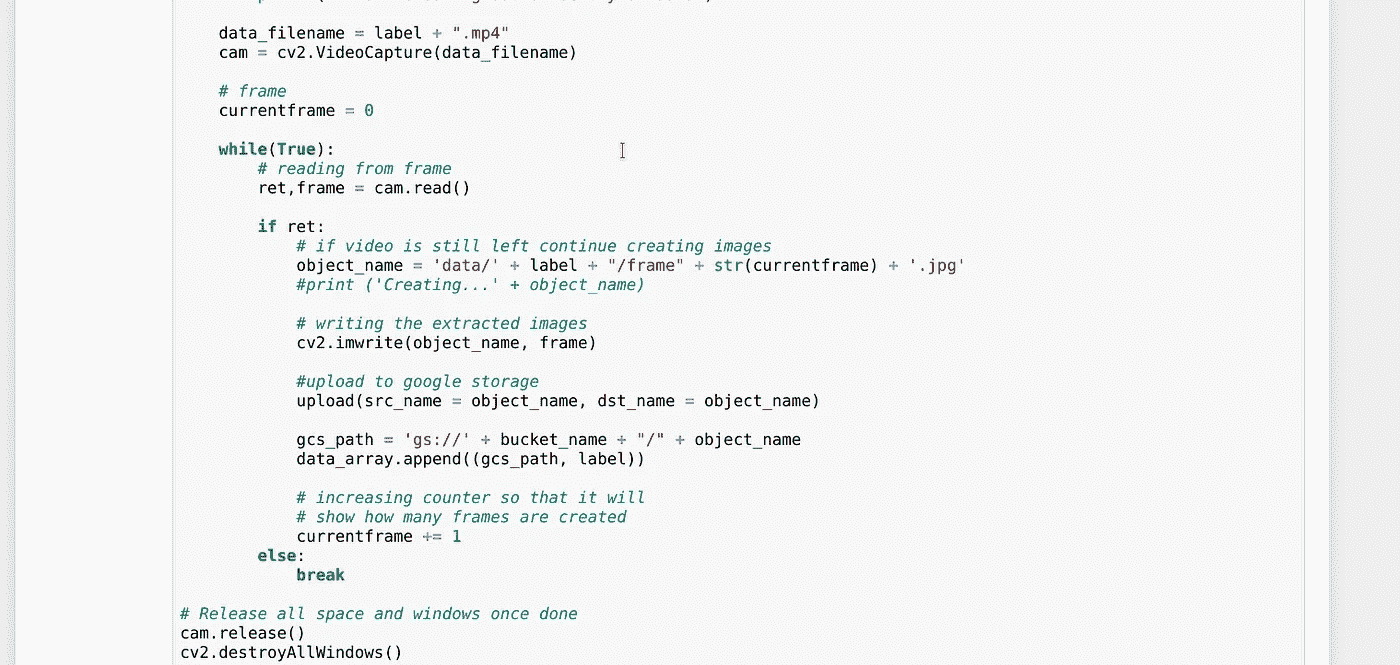 data_filename = label + ".mp4"
cam = cv2.VideoCapture(data_filename)
# frame
currentframe = 0
while(True):
# reading from frame
ret,frame = cam.read()
if ret:
# if video is still left continue creating images
object_name = 'data/' + label + "/frame" + str(currentframe) + '.jpg'
#print ('Creating...' + object_name)
# writing the extracted images
cv2.imwrite(object_name, frame)
#upload to google storage
upload(src_name = object_name, dst_name = object_name)
gcs_path = 'gs://' + bucket_name + "/" + object_name
data_array.append((gcs_path, label))
# increasing counter so that it will
# show how many frames are created
currentframe += 1
else:
break
# Release all space and windows once done
cam.release()
cv2.destroyAllWindows()